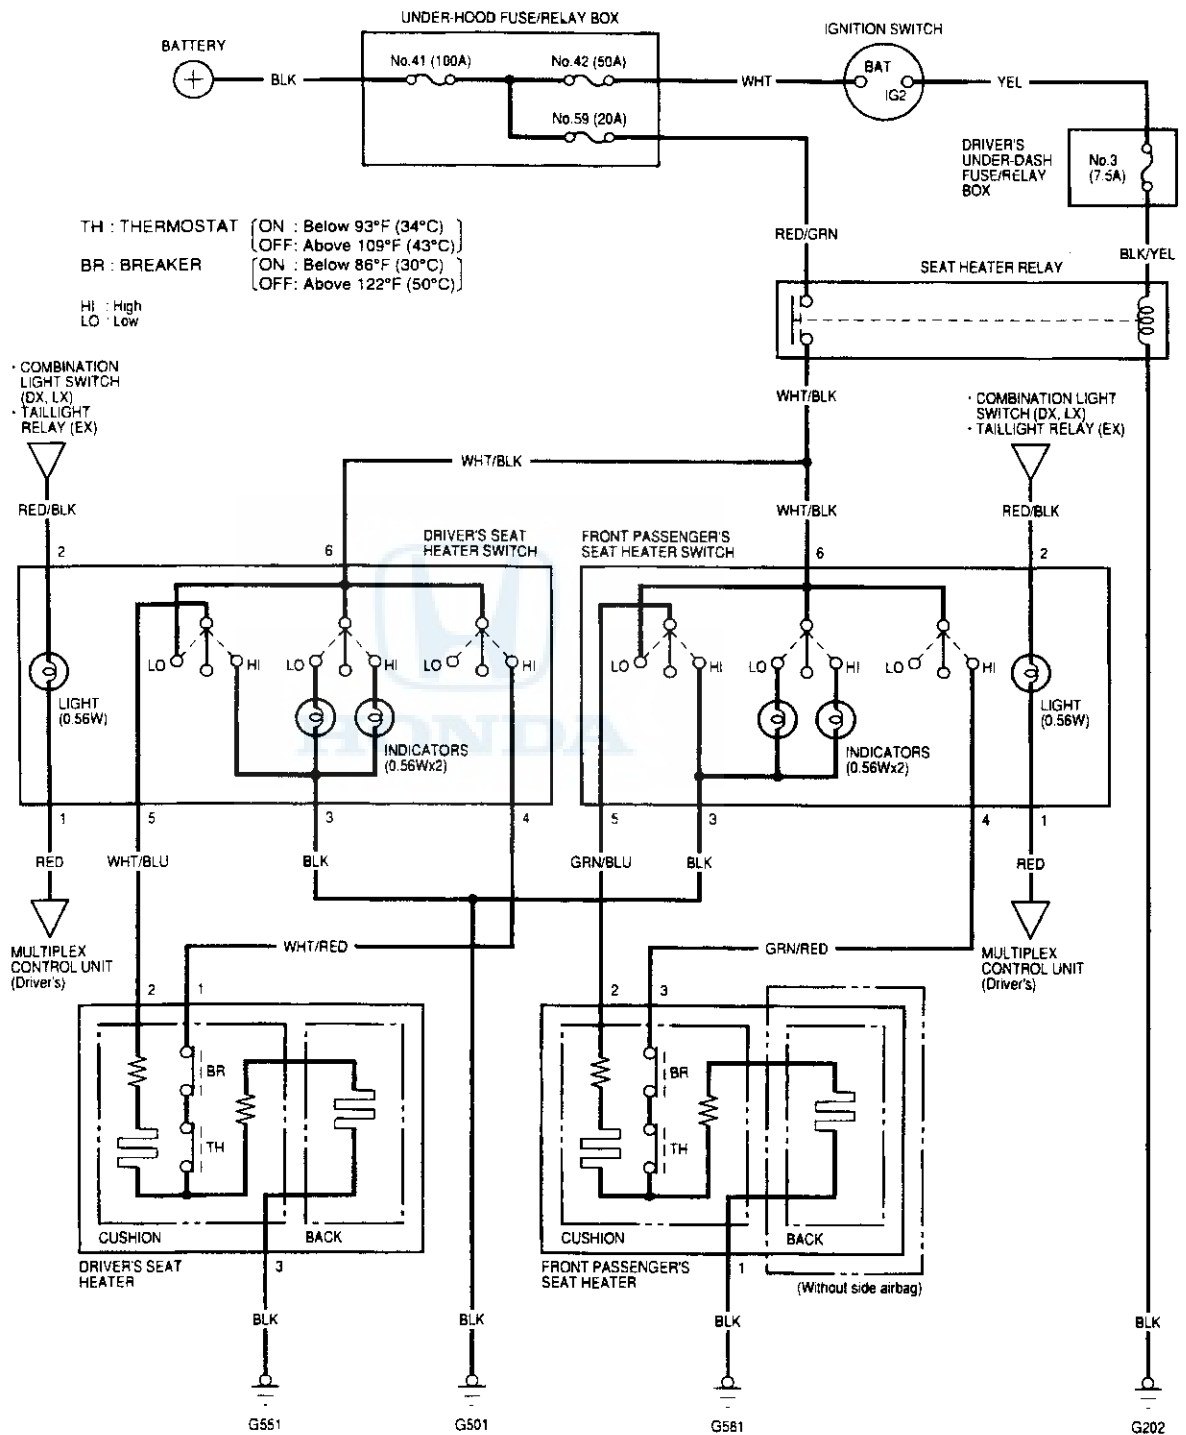 UNDER-HOOD FUSE/RELAY BOX
IGNITION SWITCH
BATTERY
No.41 (100A)
No.42 (50A)
BAT
BLK
WHT
IG2
YEL
No.59 (20A)
DRIVER'S
UNDER-DASH
FUSE/RELAY
BOX
No.3
(7.5A)
TH : THERMOSTAT
ON : Below 93°F (34°C)
OFF: Above 109°F (43°C)
BR : BREAKER
ON : Below 86°F (30°C)
OFF: Above 122°F (50°C)
HI : High
LO : Low
RED/GRN
BLK/YEL
SEAT HEATER RELAY
· COMBINATION
LIGHT SWITCH
(DX, LX)
· TAILLIGHT
RELAY (EX)
WHT/BLK
· COMBINATION LIGHT
SWITCH (DX, LX)
· TAILLIGHT RELAY (EX)
WHT/BLK
RED/BLK
WHT/BLK
RED/BLK
DRIVER'S SEAT
HEATER SWITCH
FRONT PASSENGER'S
SEAT HEATER SWITCH
2
6
6
2
LO
HI
LO
HI
LO
HI
LO
HI
LO
HI
LO
HI
LIGHT
(0.56W)
LIGHT
(0.56W)
HONDA
INDICATORS
(0.56Wx2)
INDICATORS
(0.56Wx2)
1
5
3
4
5
3
4
1
RED
WHT/BLU
BLK
GRN/BLU
BLK
RED
MULTIPLEX
CONTROL UNIT
(Driver's)
WHT/RED
GRN/RED
MULTIPLEX
CONTROL UNIT
(Driver's)
2
1
2
3
BR
BR
TH
TH
CUSHION
BACK
CUSHION
BACK
DRIVER'S SEAT
HEATER
3
FRONT PASSENGER'S
SEAT HEATER
1
(Without side airbag)
BLK
BLK
BLK
BLK
G551
G501
G581
G202